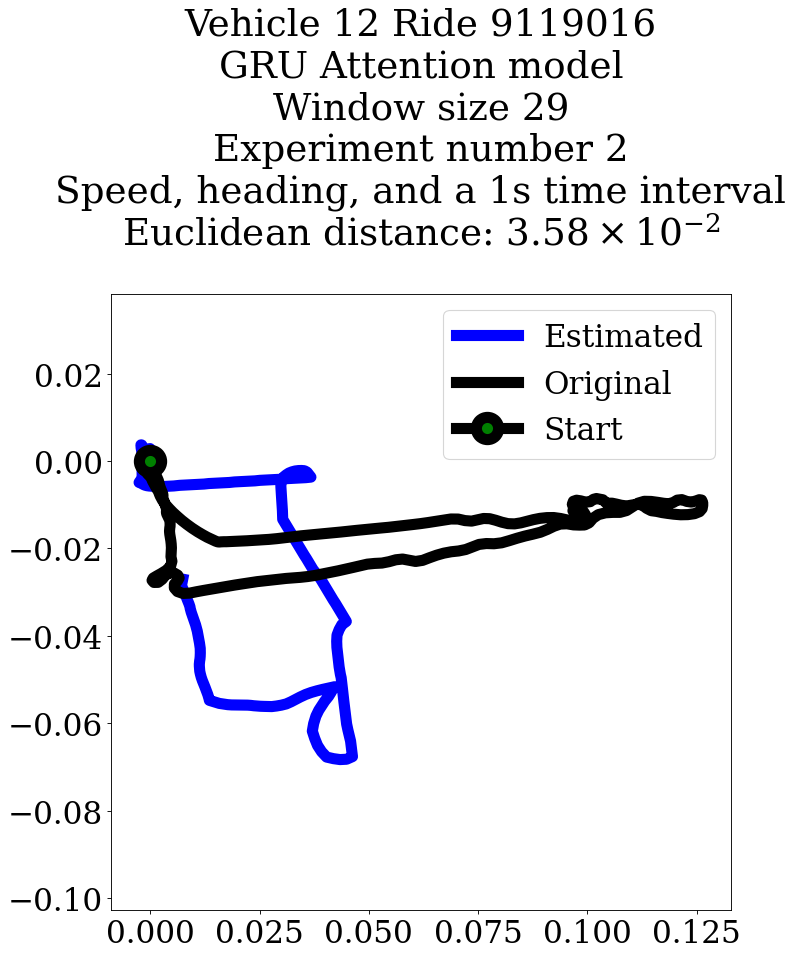 Vehicle 12 Ride 9119016
GRU Attention model
Window size 29
Experiment number 2
Speed, heading, and a 1s time interval
Euclidean distance: 3.58 × 10⁻²
Estimated
Original
Start
0.02
0.00
−0.02
−0.04
−0.06
−0.08
−0.10
0.000 0.025 0.050 0.075 0.100 0.125